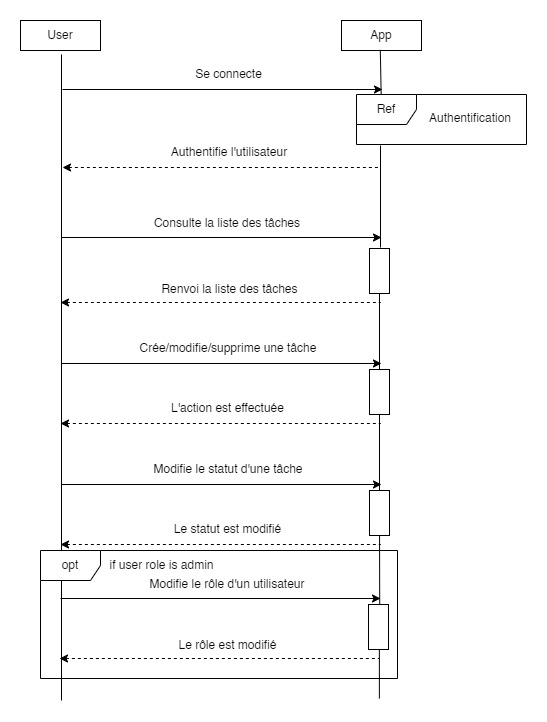 User
App
Se connecte
Ref
Authentification
Authentifie l'utilisateur
Consulte la liste des tâches
Renvoi la liste des tâches
Crée/modifie/supprime une tâche
L'action est effectuée
Modifie le statut d'une tâche
Le statut est modifié
opt
if user role is admin
Modifie le rôle d'un utilisateur
Le rôle est modifié